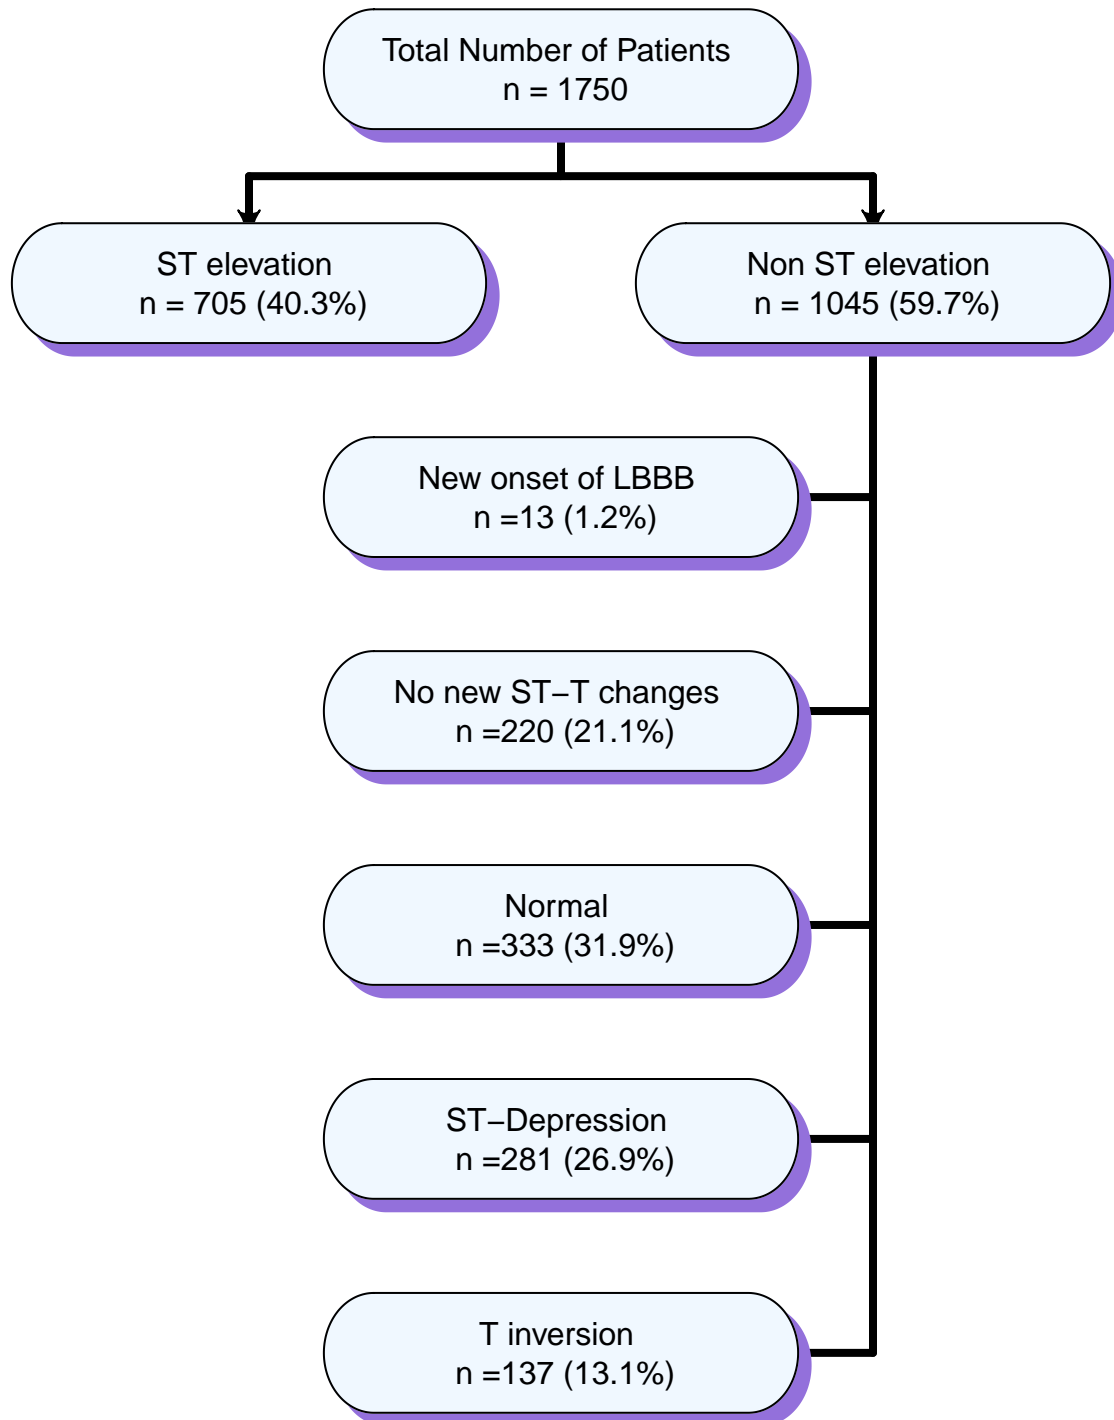 Total Number of Patients
n = 1750
ST elevation
n = 705 (40.3%)
Non ST elevation
n = 1045 (59.7%)
New onset of LBBB
n =13 (1.2%)
No new ST−T changes
n =220 (21.1%)
Normal
n =333 (31.9%)
ST−Depression
n =281 (26.9%)
T inversion
n =137 (13.1%)